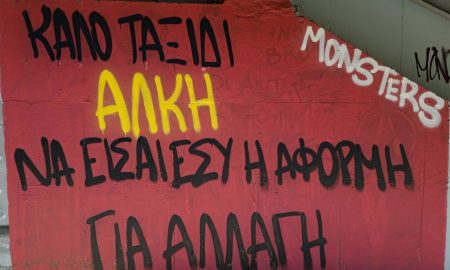 ΚΑΛΟ ΤΑΞΙΔΙ
MONSTERS
ΑΛΚΗ
ΝΑ ΕΙΣΑΙ ΕΣΥ Η ΑΦΟΡΜΗ
ΓΙΑ ΑΛΛΑΓΗ